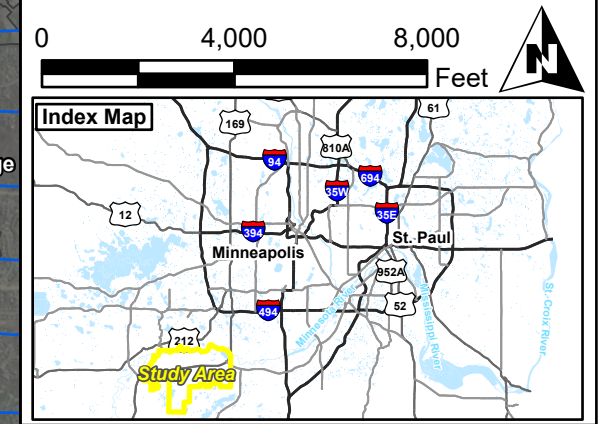 0 4,000 8,000
Feet
N
ge
Index Map
61
169
810A
94
694
35W
35E
12
394
Minneapolis
St. Paul
952A
52
494
Minnesota River
Mississippi River
St. Croix River
212
Study Area